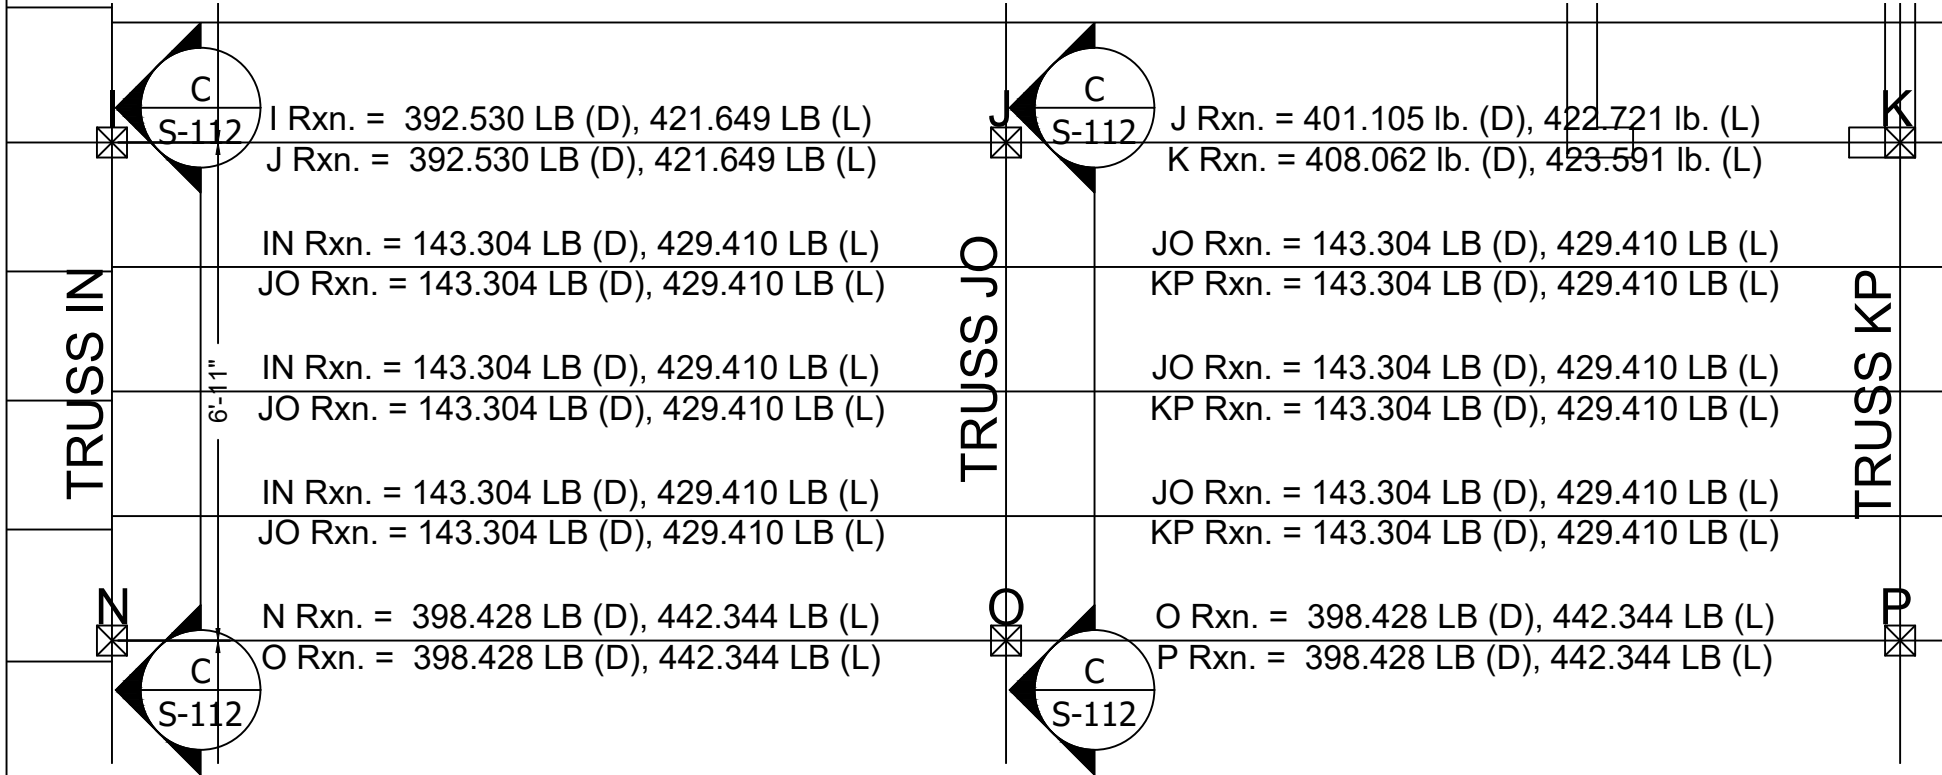 C
S-112
I
I Rxn. = 392.530 LB (D), 421.649 LB (L)
J Rxn. = 392.530 LB (D), 421.649 LB (L)
J
C
S-112
J Rxn. = 401.105 lb. (D), 422.721 lb. (L)
K Rxn. = 408.062 lb. (D), 423.591 lb. (L)
K
TRUSS IN
6'-11"
IN Rxn. = 143.304 LB (D), 429.410 LB (L)
JO Rxn. = 143.304 LB (D), 429.410 LB (L)
IN Rxn. = 143.304 LB (D), 429.410 LB (L)
JO Rxn. = 143.304 LB (D), 429.410 LB (L)
IN Rxn. = 143.304 LB (D), 429.410 LB (L)
JO Rxn. = 143.304 LB (D), 429.410 LB (L)
TRUSS JO
JO Rxn. = 143.304 LB (D), 429.410 LB (L)
KP Rxn. = 143.304 LB (D), 429.410 LB (L)
JO Rxn. = 143.304 LB (D), 429.410 LB (L)
KP Rxn. = 143.304 LB (D), 429.410 LB (L)
JO Rxn. = 143.304 LB (D), 429.410 LB (L)
KP Rxn. = 143.304 LB (D), 429.410 LB (L)
TRUSS KP
N
N Rxn. = 398.428 LB (D), 442.344 LB (L)
O Rxn. = 398.428 LB (D), 442.344 LB (L)
C
S-112
O
O Rxn. = 398.428 LB (D), 442.344 LB (L)
P Rxn. = 398.428 LB (D), 442.344 LB (L)
C
S-112
P